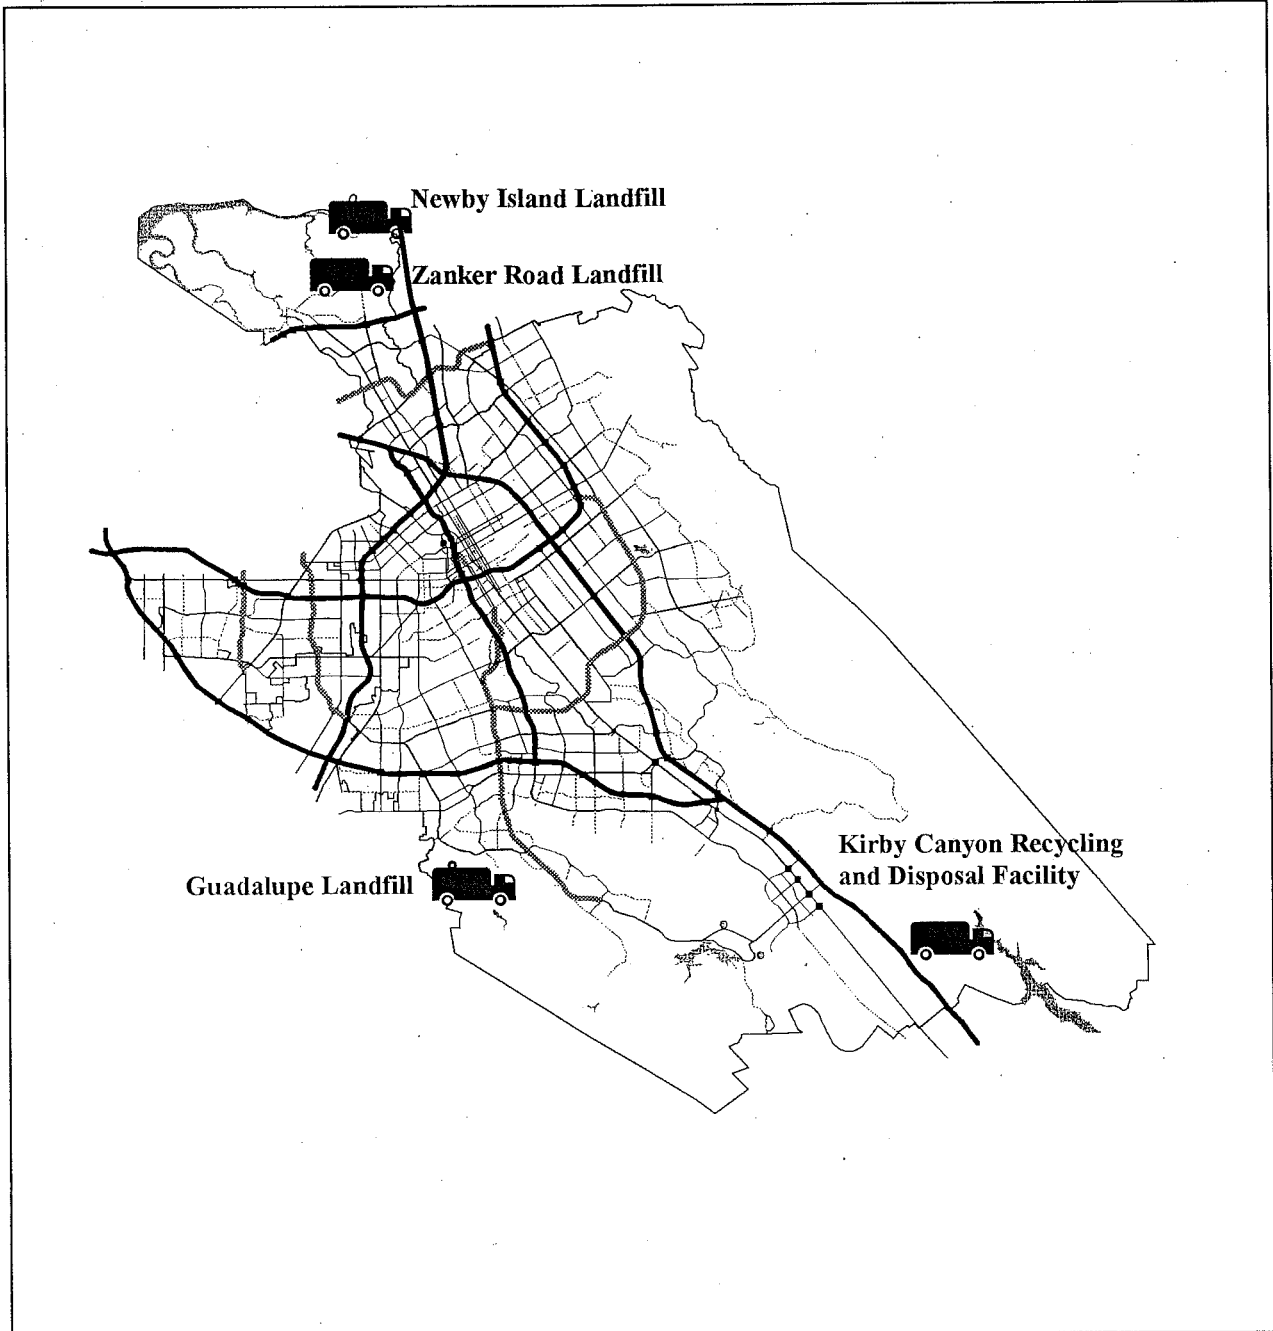 Newby Island Landfill
Zanker Road Landfill
Kirby Canyon Recycling
and Disposal Facility
Guadalupe Landfill